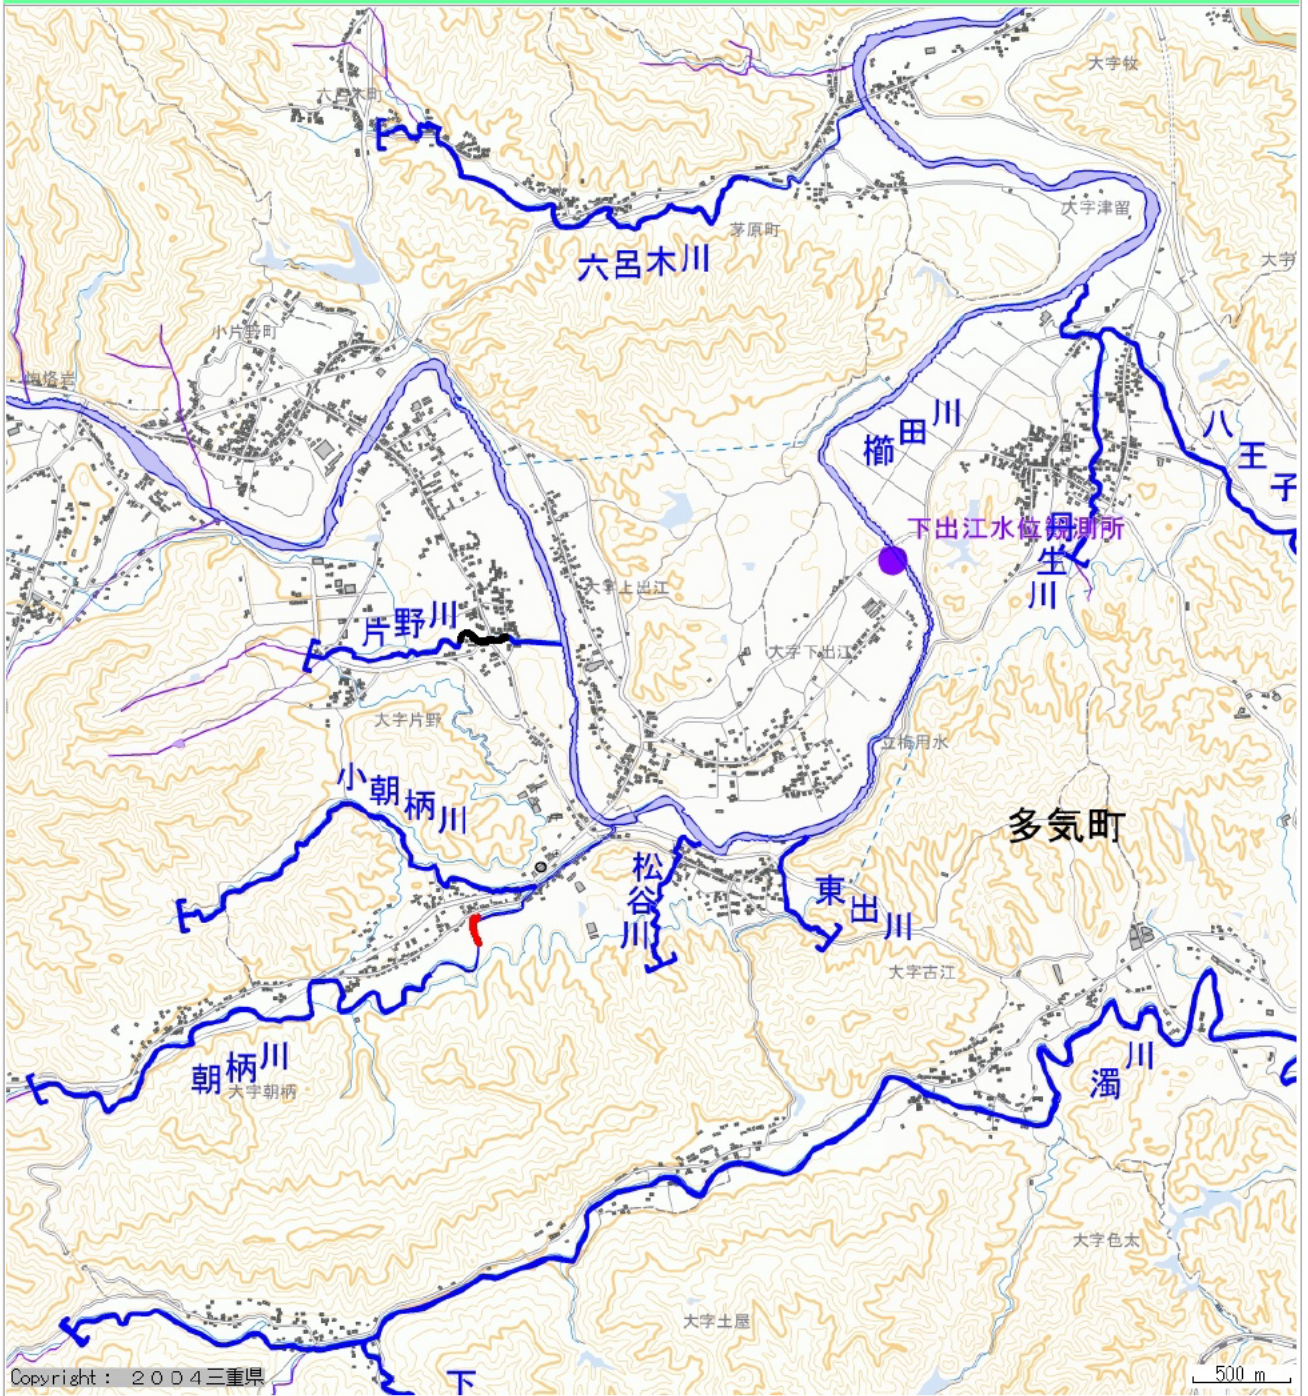 大字牧
六呂木町
大字津留
茅原町
六呂木川
大字
小片野町
櫛田川
八王子
下出江水位観測所
丹生川
大字上出江
片野川
大字下出江
大字片野
立梅用水
小朝柄川
多気町
松谷川
東出川
大字古江
朝柄川
大字朝柄
濁川
大字色太
大字土屋
下
Copyright： ２００４三重県
500 m